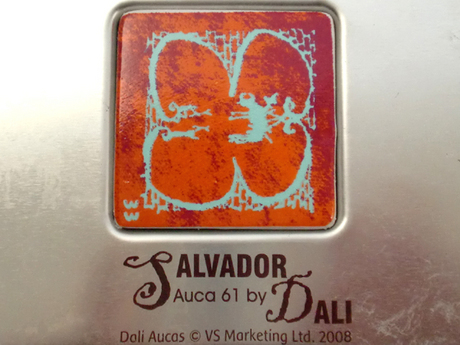 SALVADOR
Auca 61 by DALI
Dali Aucas © VS Marketing Ltd. 2008